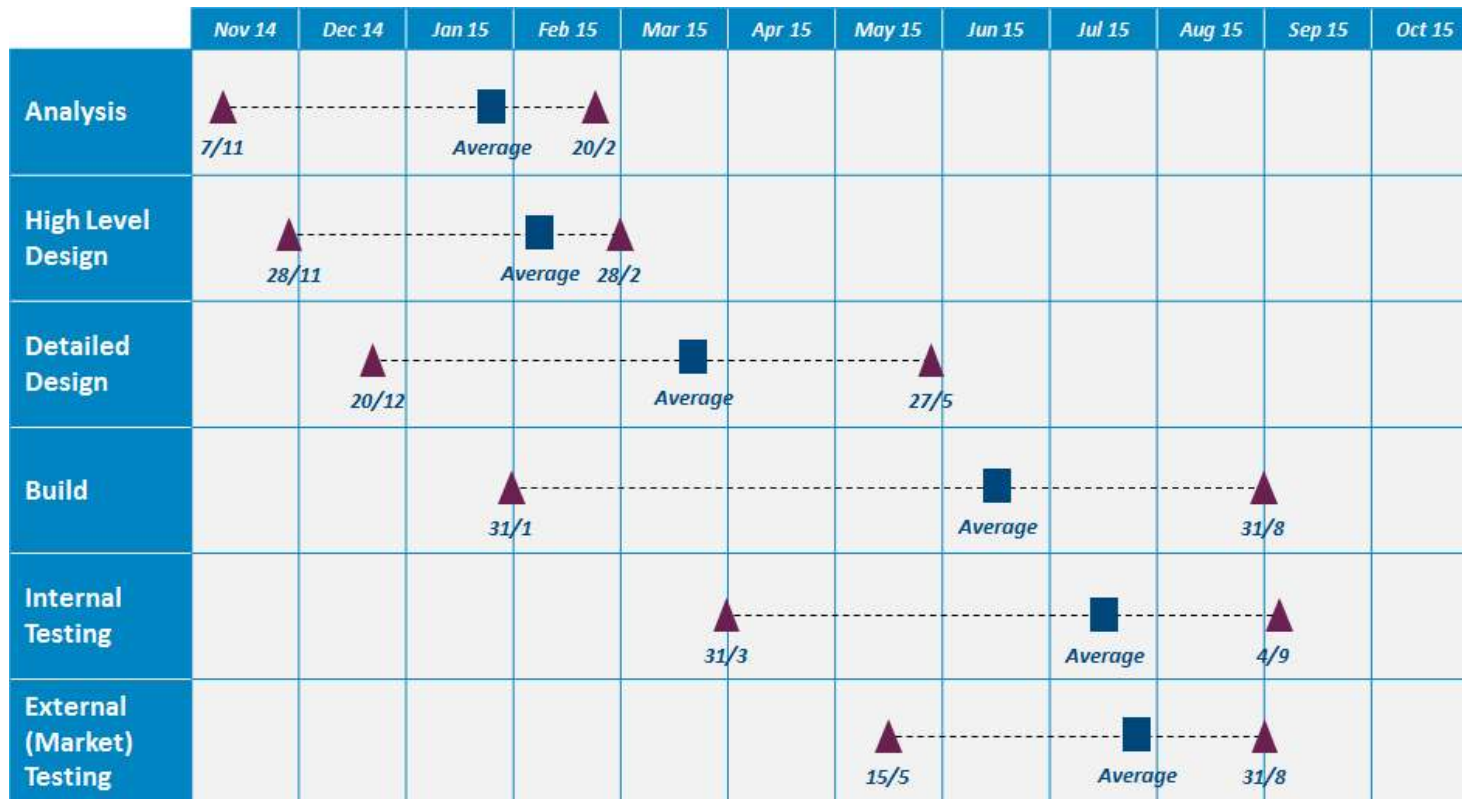 Nov 14 Dec 14 Jan 15 Feb 15 Mar 15 Apr 15 May 15 Jun 15 Jul 15 Aug 15 Sep 15 Oct 15
Analysis
7/11 Average 20/2
High Level
Design
28/11 Average 28/2
Detailed
Design
20/12 Average 27/5
Build
31/1 Average 31/8
Internal
Testing
31/3 Average 4/9
External
(Market)
Testing
15/5 Average 31/8